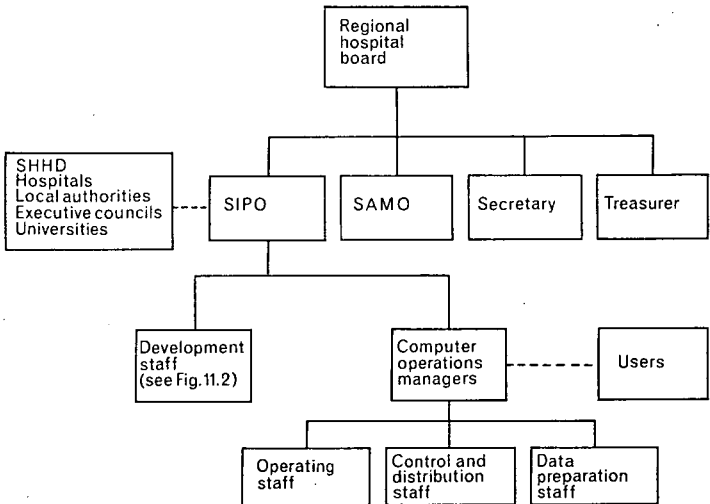 Regional
hospital
board
SHHD
Hospitals
Local authorities
Executive councils
Universities
SIPO
SAMO
Secretary
Treasurer
Development
staff
(see Fig.11.2)
Computer
operations
managers
Users
Operating
staff
Control and
distribution
staff
Data
preparation
staff